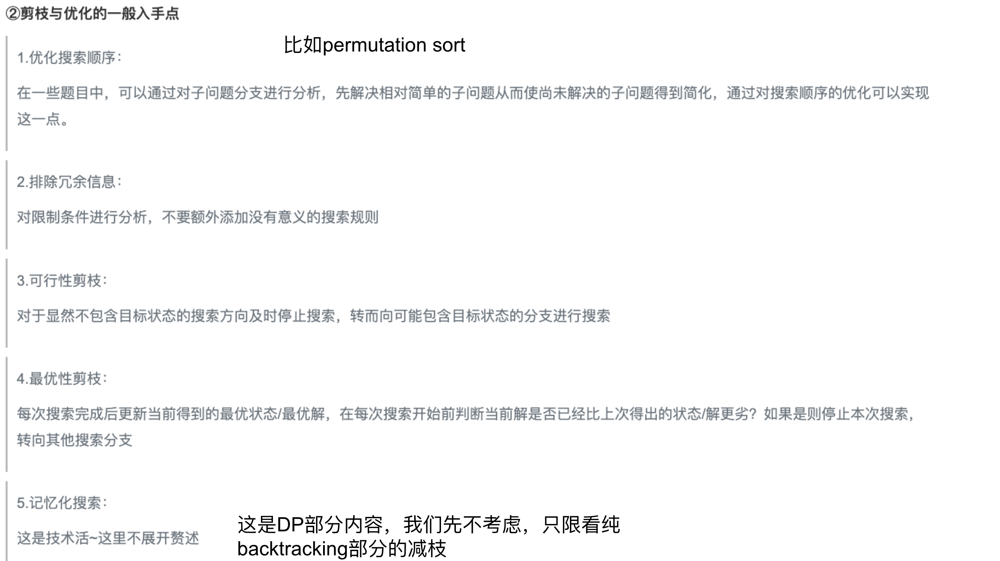 ②剪枝与优化的一般入手点
比如permutation sort
1.优化搜索顺序：
在一些题目中，可以通过对子问题分支进行分析，先解决相对简单的子问题从而使尚未解决的子问题得到简化，通过对搜索顺序的优化可以实现
这一点。
2.排除冗余信息：
对限制条件进行分析，不要额外添加没有意义的搜索规则
3.可行性剪枝：
对于显然不包含目标状态的搜索方向及时停止搜索，转而向可能包含目标状态的分支进行搜索
4.最优性剪枝：
每次搜索完成后更新当前得到的最优状态/最优解，在每次搜索开始前判断当前解是否已经比上次得出的状态/解更劣？如果是则停止本次搜索，
转向其他搜索分支
5.记忆化搜索：
这是技术活~这里不展开赘述
这是DP部分内容，我们先不考虑，只限看纯
backtracking部分的减枝